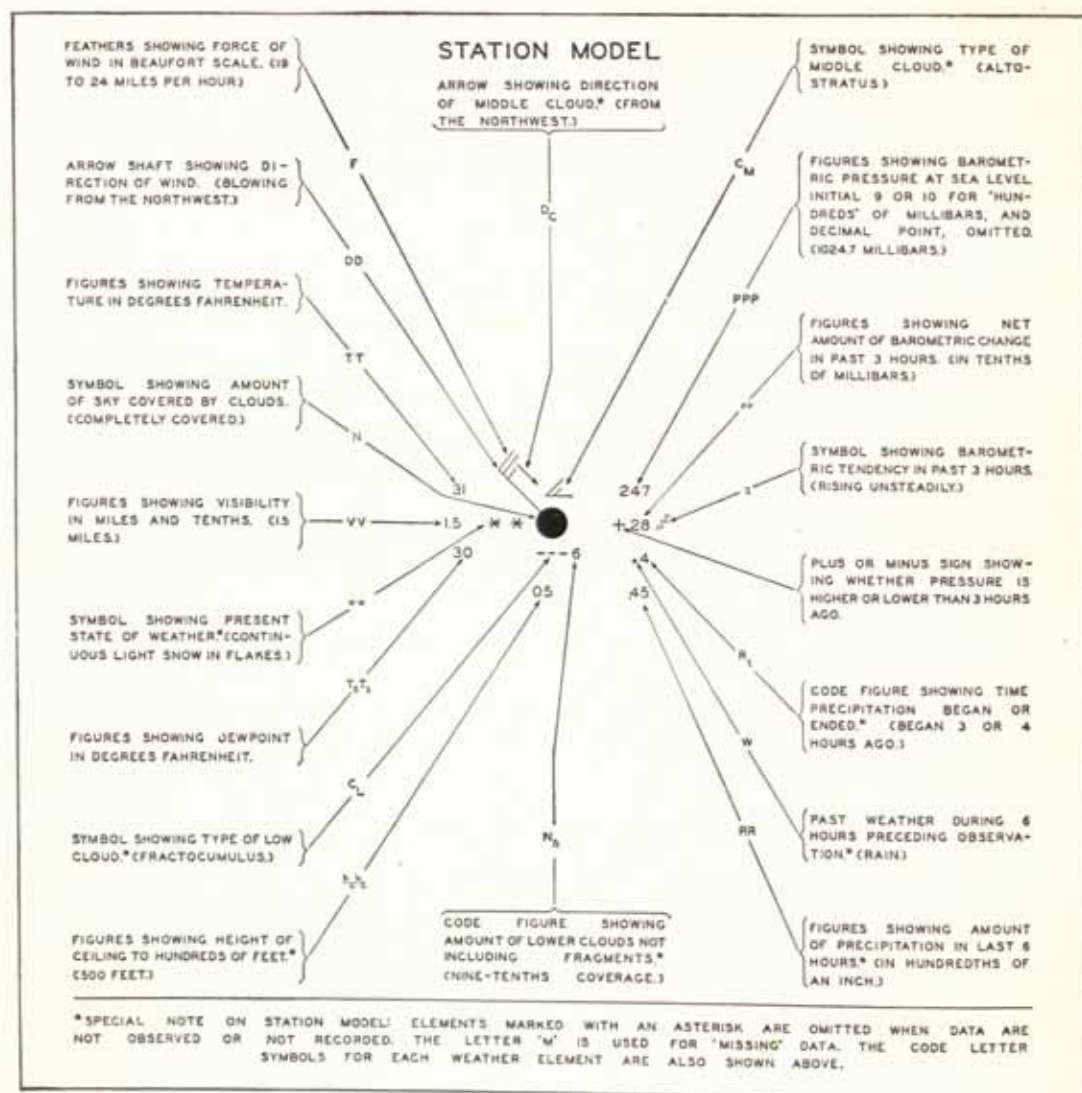 STATION MODEL
FEATHERS SHOWING FORCE OF
WIND IN BEAUFORT SCALE. (19
TO 24 MILES PER HOUR)
ARROW SHOWING DIRECTION
OF MIDDLE CLOUD.* (FROM
THE NORTHWEST.)
SYMBOL SHOWING TYPE OF
MIDDLE CLOUD.* (ALTO-
STRATUS.)
ARROW SHAFT SHOWING DI-
RECTION OF WIND. (BLOWING
FROM THE NORTHWEST.)
FIGURES SHOWING BAROMET-
RIC PRESSURE AT SEA LEVEL
INITIAL 9 OR 10 FOR "HUN-
DREDS" OF MILLIBARS, AND
DECIMAL POINT, OMITTED.
(1024.7 MILLIBARS.)
FIGURES SHOWING TEMPERA-
TURE IN DEGREES FAHRENHEIT.
FIGURES SHOWING NET
AMOUNT OF BAROMETRIC CHANGE
IN PAST 3 HOURS. (IN TENTHS
OF MILLIBARS.)
SYMBOL SHOWING AMOUNT
OF SKY COVERED BY CLOUDS.
(COMPLETELY COVERED.)
SYMBOL SHOWING BAROMET-
RIC TENDENCY IN PAST 3 HOURS.
(RISING UNSTEADILY.)
FIGURES SHOWING VISIBILITY
IN MILES AND TENTHS. (1.5
MILES.)
PLUS OR MINUS SIGN SHOW-
ING WHETHER PRESSURE IS
HIGHER OR LOWER THAN 3 HOURS
AGO.
SYMBOL SHOWING PRESENT
STATE OF WEATHER.* (CONTIN-
UOUS LIGHT SNOW IN FLAKES.)
CODE FIGURE SHOWING TIME
PRECIPITATION BEGAN OR
ENDED.* (BEGAN 3 OR 4
HOURS AGO.)
FIGURES SHOWING DEWPOINT
IN DEGREES FAHRENHEIT.
SYMBOL SHOWING TYPE OF LOW
CLOUD.* (FRACTOCUMULUS.)
PAST WEATHER DURING 6
HOURS PRECEDING OBSERVA-
TION.* (RAIN.)
FIGURES SHOWING HEIGHT OF
CEILING TO HUNDREDS OF FEET.*
(500 FEET.)
CODE FIGURE SHOWING
AMOUNT OF LOWER CLOUDS NOT
INCLUDING FRAGMENTS.*
(NINE-TENTHS COVERAGE.)
FIGURES SHOWING AMOUNT
OF PRECIPITATION IN LAST 6
HOURS.* (IN HUNDREDTHS OF
AN INCH.)
F
DD
TT
N
VV
TsTs
CL
DC
CM
PPP
PP
Rt
W
RR
31
247
1.5
+28
30
6
.4
05
.45
*SPECIAL NOTE ON STATION MODEL: ELEMENTS MARKED WITH AN ASTERISK ARE OMITTED WHEN DATA ARE
NOT OBSERVED OR NOT RECORDED. THE LETTER "M" IS USED FOR "MISSING" DATA. THE CODE LETTER
SYMBOLS FOR EACH WEATHER ELEMENT ARE ALSO SHOWN ABOVE.